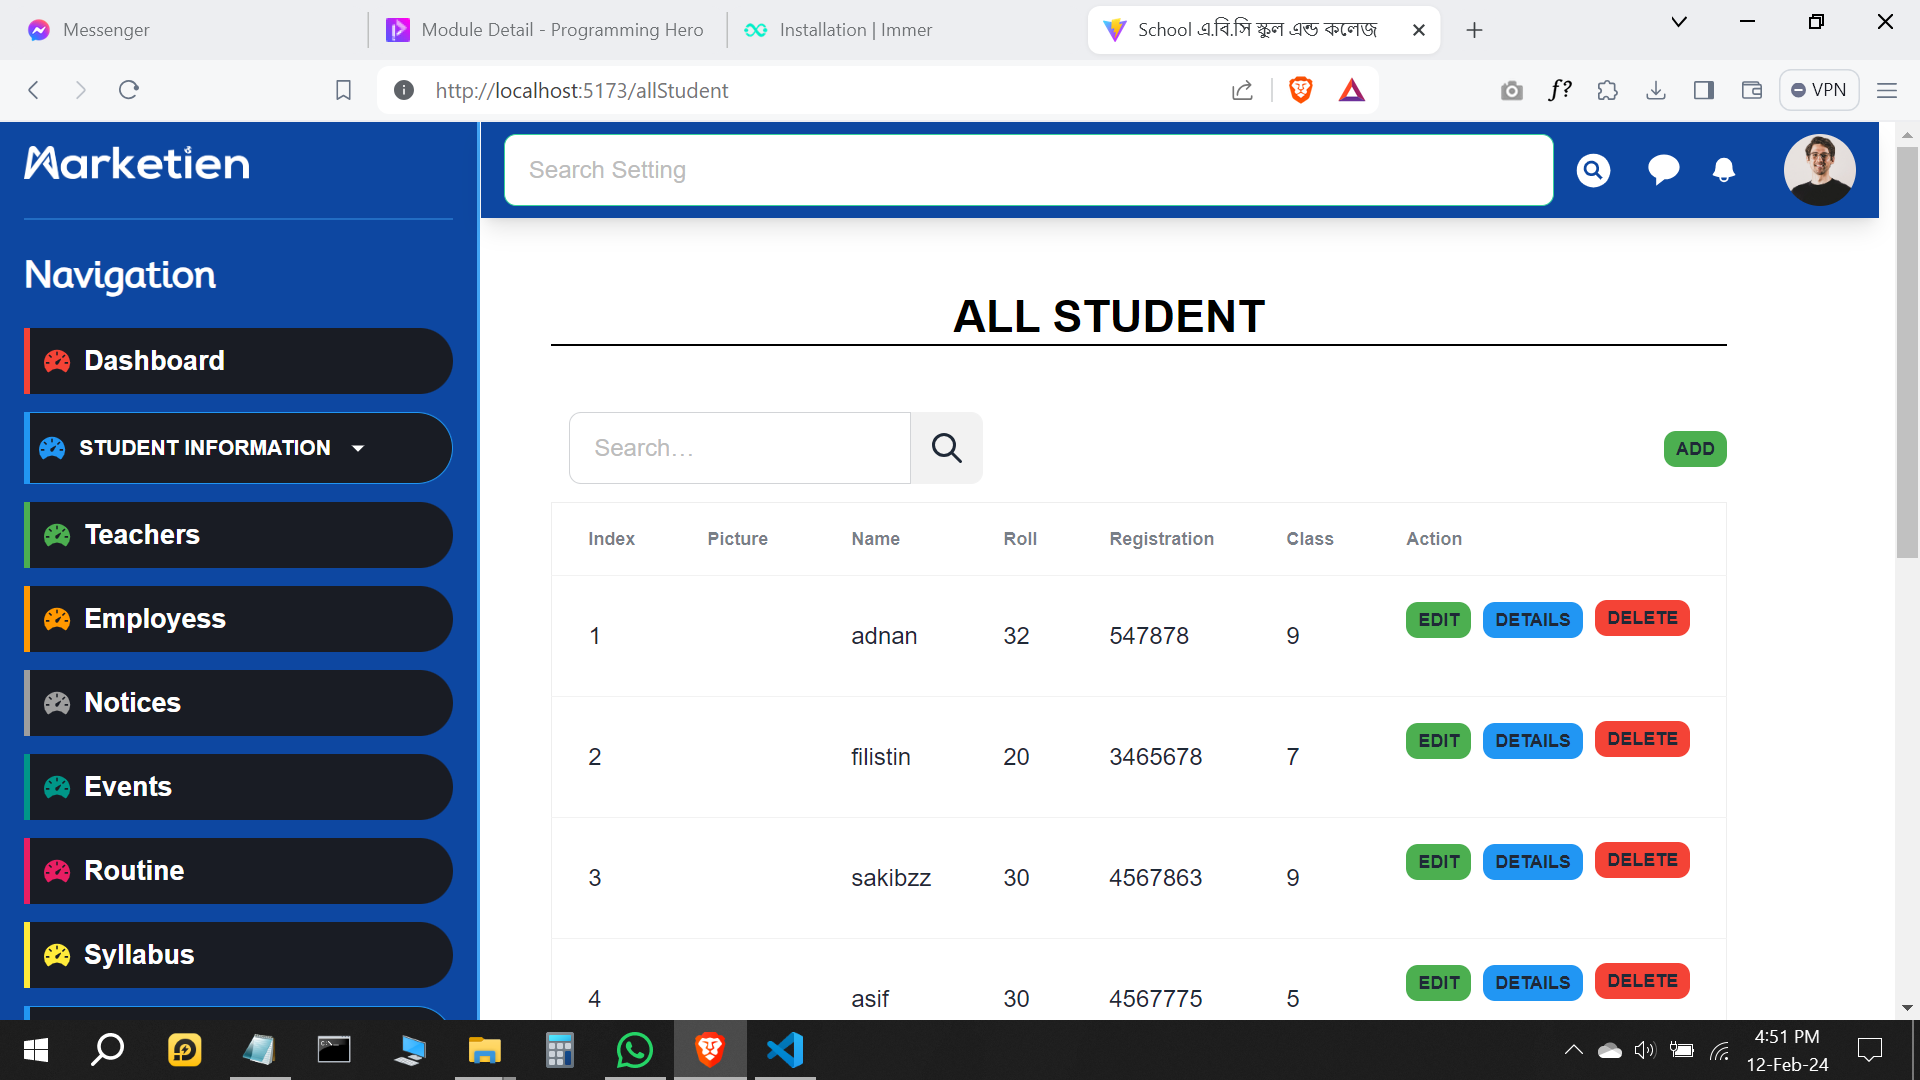 Messenger
Module Detail - Programming Hero
Installation | Immer
School এ.বি.সি স্কুল এন্ড কলেজ
http://localhost:5173/allStudent
f?
VPN
Marketien
Search Setting
Navigation
Dashboard
STUDENT INFORMATION
Teachers
Employess
Notices
Events
Routine
Syllabus
ALL STUDENT
Search…
ADD
Index Picture Name Roll Registration Class Action
1 adnan 32 547878 9 EDIT DETAILS DELETE
2 filistin 20 3465678 7 EDIT DETAILS DELETE
3 sakibzz 30 4567863 9 EDIT DETAILS DELETE
4 asif 30 4567775 5 EDIT DETAILS DELETE
4:51 PM
12-Feb-24